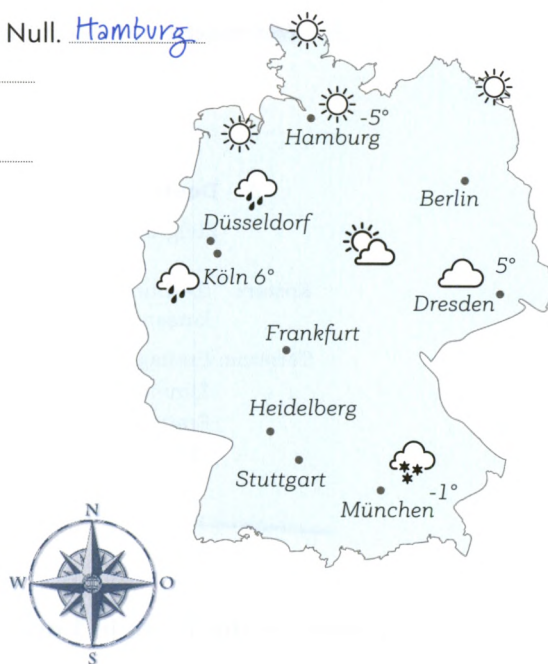 Null. Hamburg
-5°
Hamburg
Berlin
Düsseldorf
Köln 6°
5°
Dresden
Frankfurt
Heidelberg
Stuttgart
-1°
München
N
W O
S